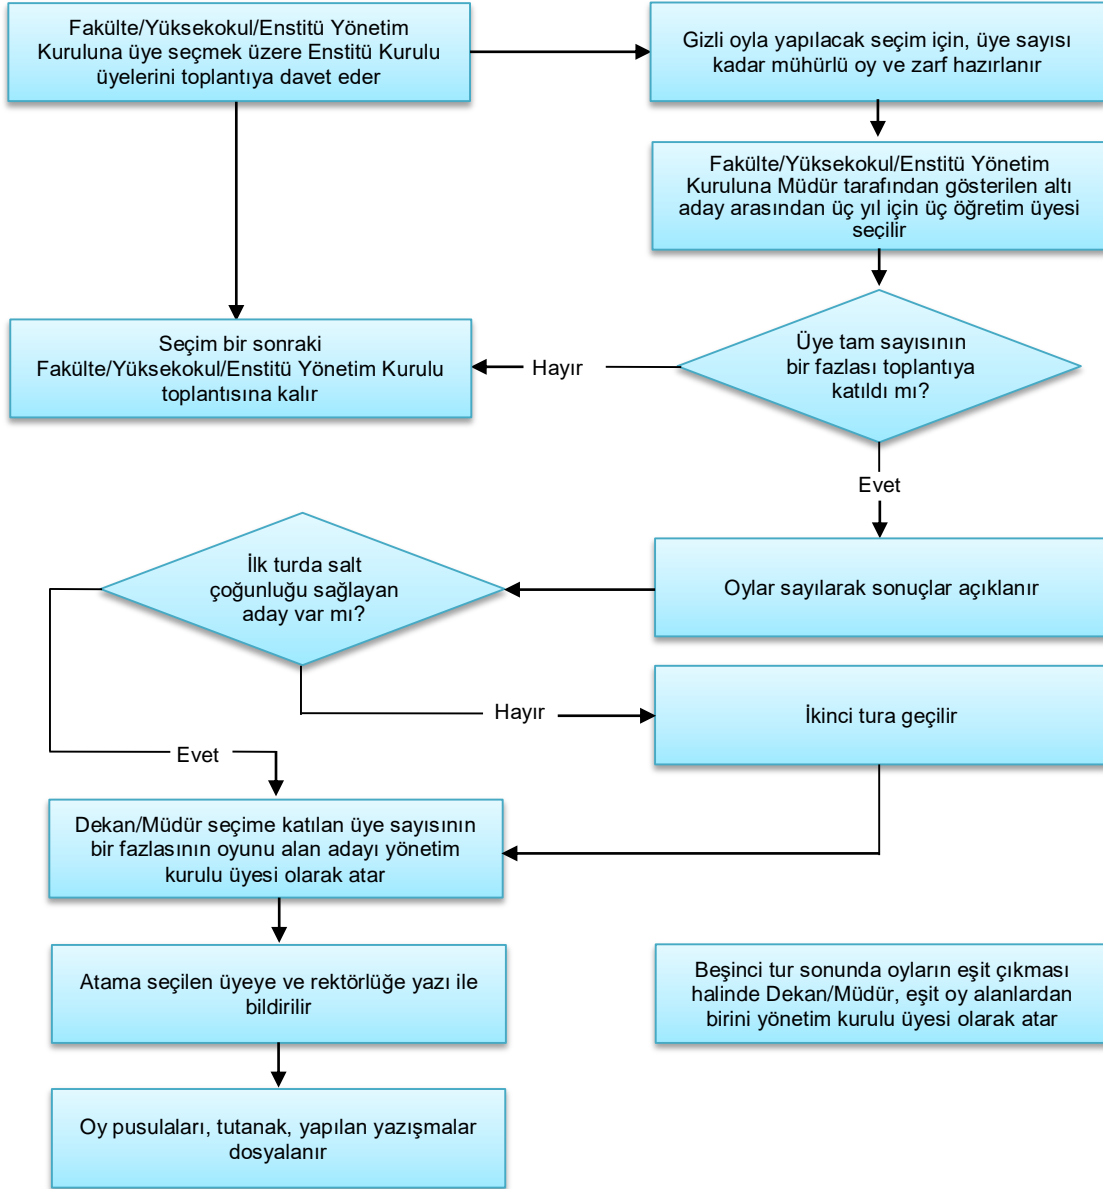 Fakülte/Yüksekokul/Enstitü Yönetim
Kuruluna üye seçmek üzere Enstitü Kurulu
üyelerini toplantıya davet eder
Gizli oyla yapılacak seçim için, üye sayısı
kadar mühürlü oy ve zarf hazırlanır
Fakülte/Yüksekokul/Enstitü Yönetim
Kuruluna Müdür tarafından gösterilen altı
aday arasından üç yıl için üç öğretim üyesi
seçilir
Seçim bir sonraki
Fakülte/Yüksekokul/Enstitü Yönetim Kurulu
toplantısına kalır
Hayır
Üye tam sayısının
bir fazlası toplantıya
katıldı mı?
Evet
İlk turda salt
çoğunluğu sağlayan
aday var mı?
Oylar sayılarak sonuçlar açıklanır
Hayır
İkinci tura geçilir
Evet
Dekan/Müdür seçime katılan üye sayısının
bir fazlasının oyunu alan adayı yönetim
kurulu üyesi olarak atar
Atama seçilen üyeye ve rektörlüğe yazı ile
bildirilir
Beşinci tur sonunda oyların eşit çıkması
halinde Dekan/Müdür, eşit oy alanlardan
birini yönetim kurulu üyesi olarak atar
Oy pusulaları, tutanak, yapılan yazışmalar
dosyalanır